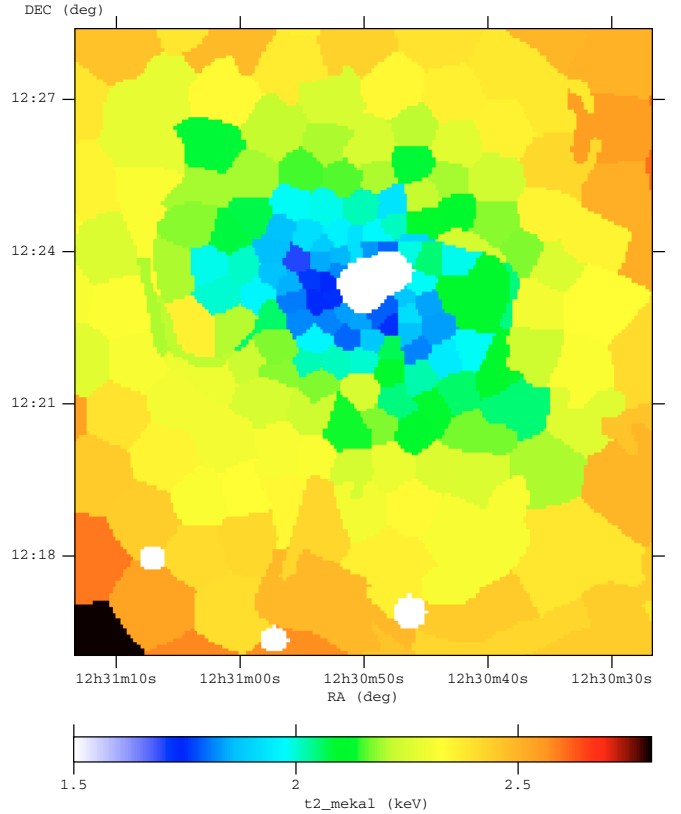 DEC (deg)
12:27
12:24
12:21
12:18
12h31m10s 12h31m00s 12h30m50s 12h30m40s 12h30m30s
RA (deg)
1.5 2 2.5
t2_mekal (keV)